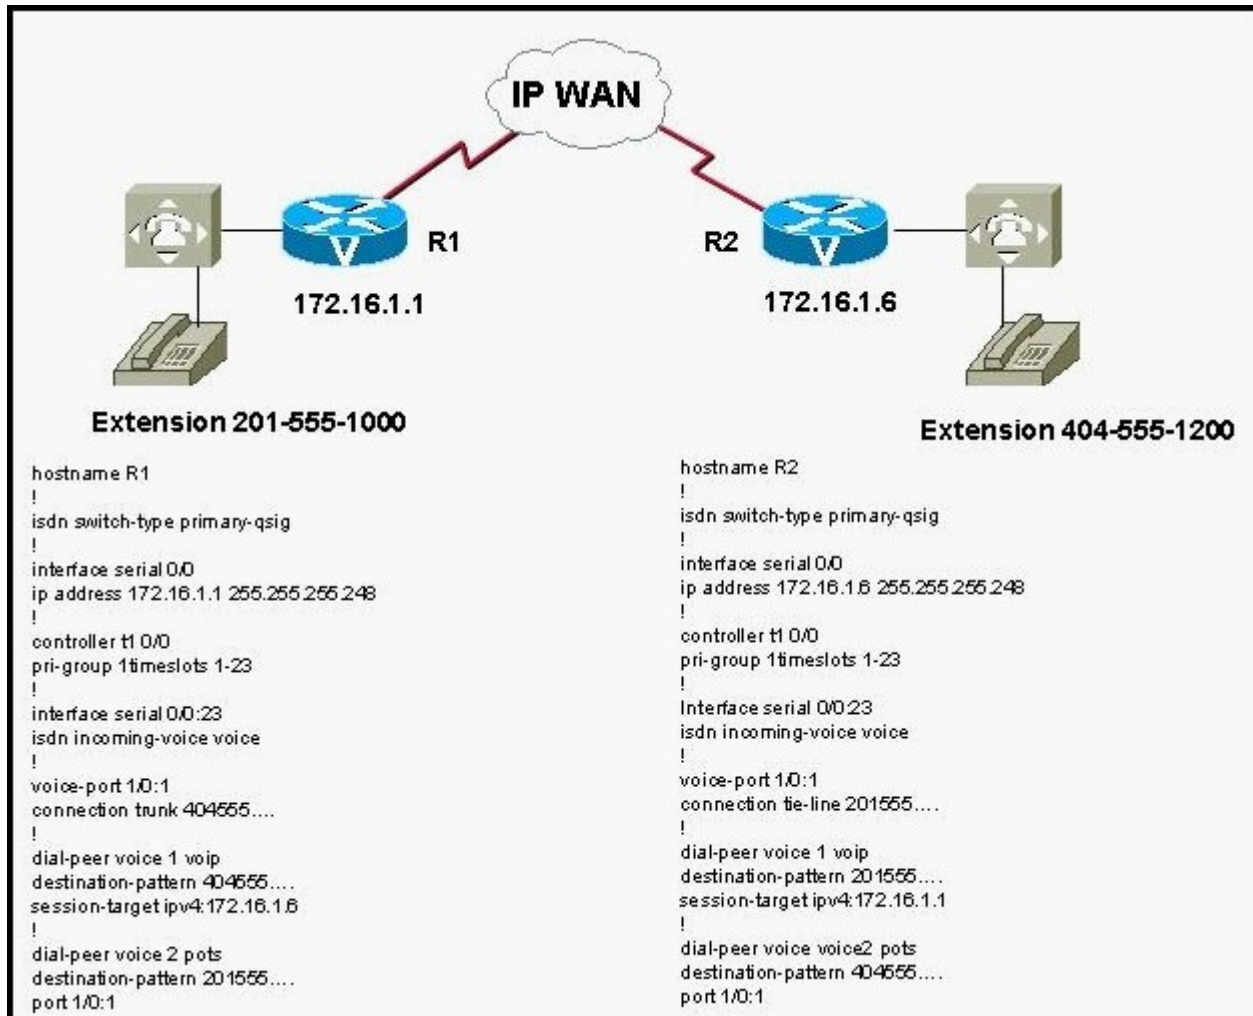 IP WAN
R1
R2
172.16.1.1
172.16.1.6
Extension 201-555-1000
Extension 404-555-1200
hostname R1
!
isdn switch-type primary-qsig
!
interface serial 0/0
ip address 172.16.1.1 255.255.255.248
!
controller t1 0/0
pri-group 1timeslots 1-23
!
interface serial 0/0:23
isdn incoming-voice voice
!
voice-port 1/0:1
connection trunk 404555....
!
dial-peer voice 1 voip
destination-pattern 404555....
session-target ipv4:172.16.1.6
!
dial-peer voice 2 pots
destination-pattern 201555....
port 1/0:1
hostname R2
!
isdn switch-type primary-qsig
!
interface serial 0/0
ip address 172.16.1.6 255.255.255.248
!
controller t1 0/0
pri-group 1timeslots 1-23
!
Interface serial 0/0:23
isdn incoming-voice voice
!
voice-port 1/0:1
connection tie-line 201555....
!
dial-peer voice 1 voip
destination-pattern 201555....
session-target ipv4:172.16.1.1
!
dial-peer voice voice2 pots
destination-pattern 404555....
port 1/0:1